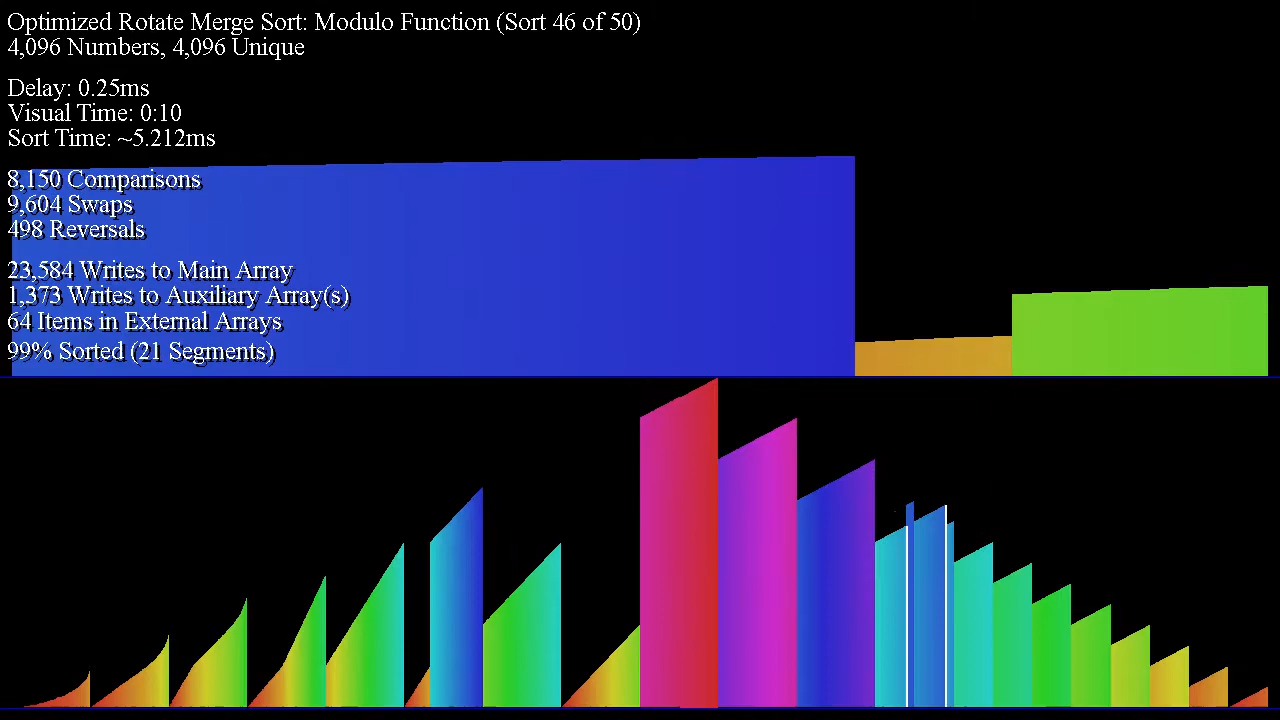 Optimized Rotate Merge Sort: Modulo Function (Sort 46 of 50)
4,096 Numbers, 4,096 Unique
Delay: 0.25ms
Visual Time: 0:10
Sort Time: ~5.212ms
8,150 Comparisons
9,604 Swaps
498 Reversals
23,584 Writes to Main Array
1,373 Writes to Auxiliary Array(s)
64 Items in External Arrays
99% Sorted (21 Segments)